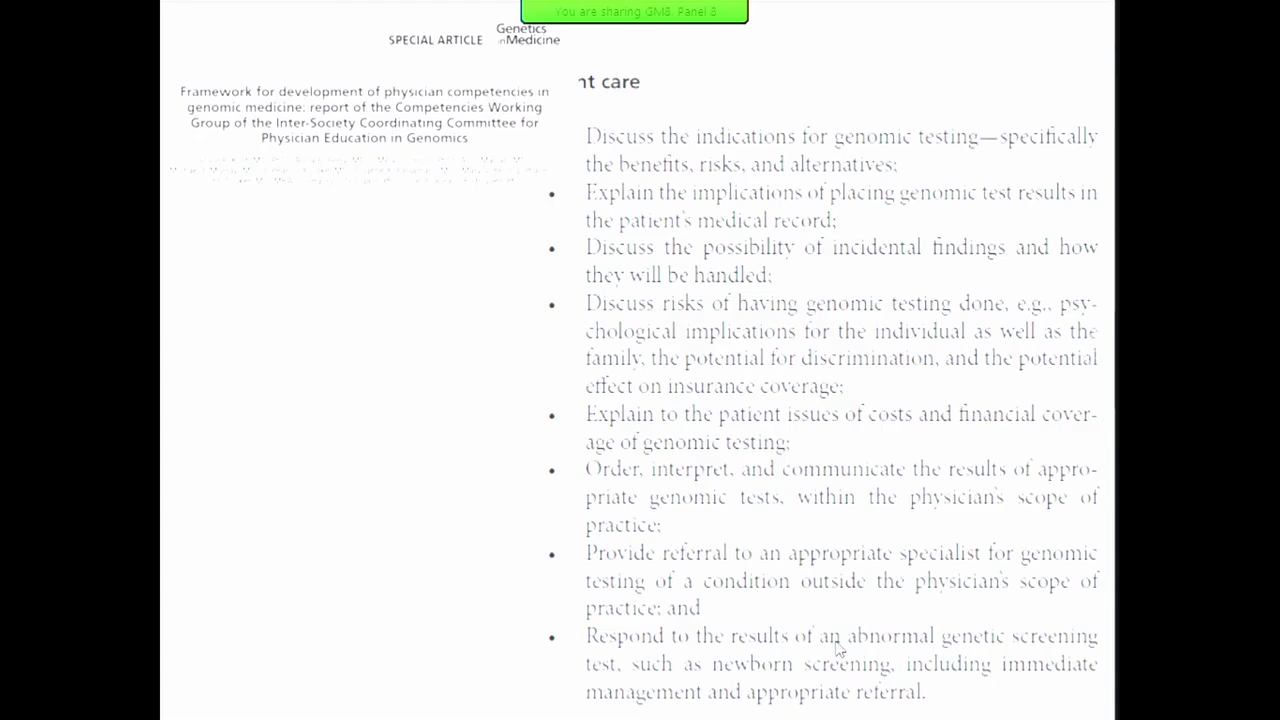 You are sharing GM8. Panel 3
SPECIAL ARTICLE
Genetics
inMedicine
Framework for development of physician competencies in
genomic medicine: report of the Competencies Working
Group of the Inter-Society Coordinating Committee for
Physician Education in Genomics
nt care
Discuss the indications for genomic testing—specifically
the benefits, risks, and alternatives;
• Explain the implications of placing genomic test results in
the patient's medical record;
• Discuss the possibility of incidental findings and how
they will be handled;
• Discuss risks of having genomic testing done, e.g., psy-
chological implications for the individual as well as the
family, the potential for discrimination, and the potential
effect on insurance coverage;
• Explain to the patient issues of costs and financial cover-
age of genomic testing;
• Order, interpret, and communicate the results of appro-
priate genomic tests, within the physician's scope of
practice;
• Provide referral to an appropriate specialist for genomic
testing of a condition outside the physician's scope of
practice; and
• Respond to the results of an abnormal genetic screening
test, such as newborn screening, including immediate
management and appropriate referral.